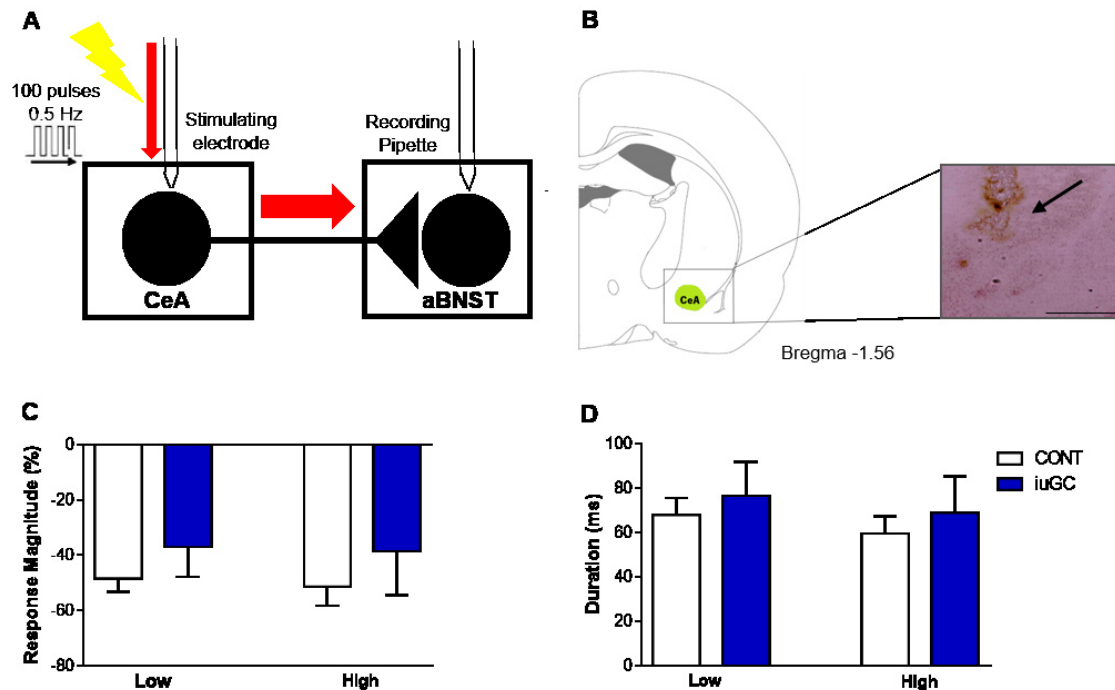 A
100 pulses
0.5 Hz
Stimulating
electrode
Recording
Pipette
CeA
aBNST
B
CeA
Bregma -1.56
C
Response Magnitude (%)
0
-20
-40
-60
-80
Low
High
D
Duration (ms)
100
80
60
40
20
0
Low
High
CONT
iuGC